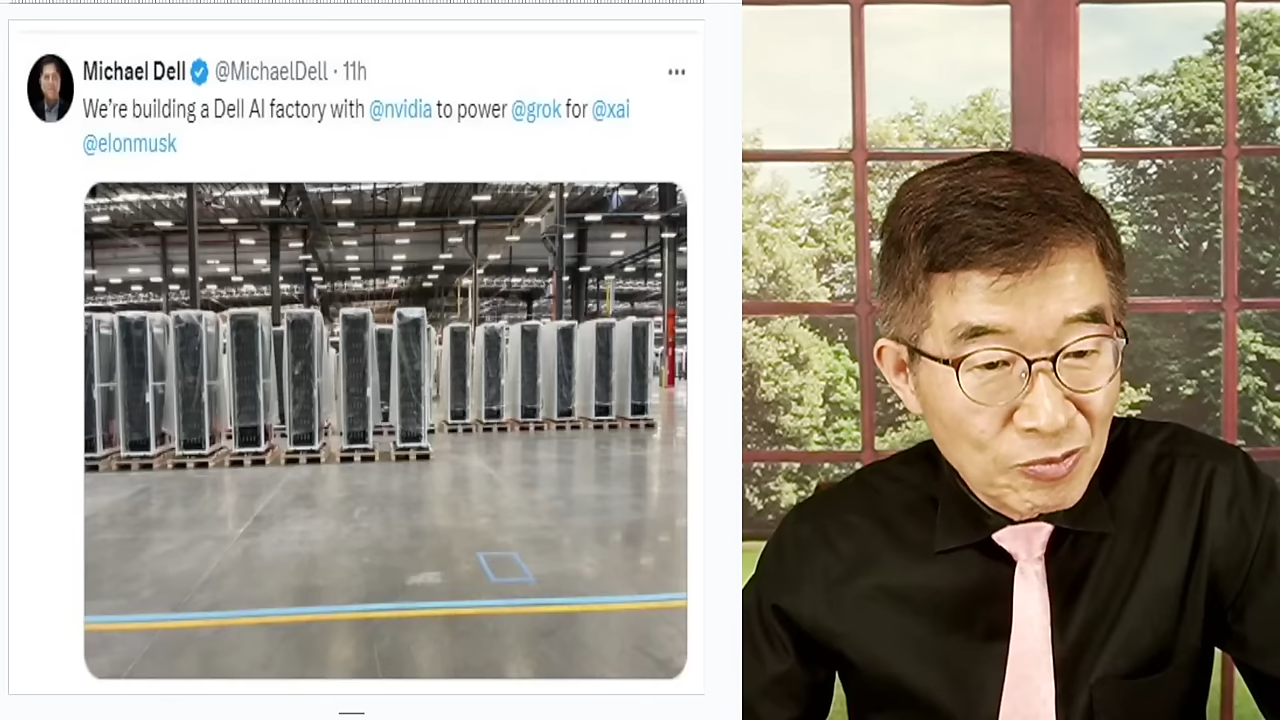 Michael Dell @MichaelDell · 11h
We're building a Dell AI factory with @nvidia to power @grok for @xai
@elonmusk